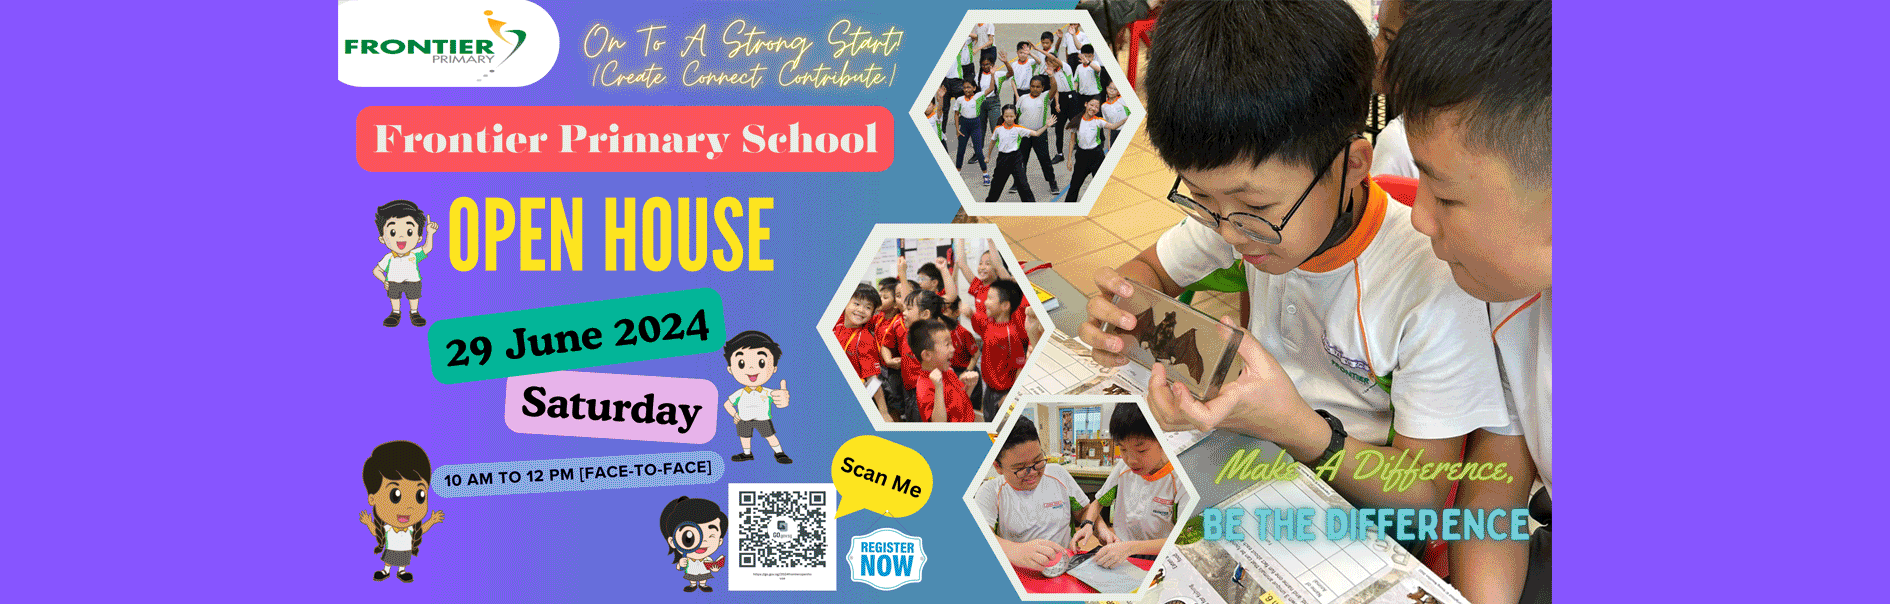 FRONTIER
PRIMARY
On To A Strong Start!
(Create. Connect. Contribute.)
Frontier Primary School
OPEN HOUSE
29 June 2024
Saturday
10 AM TO 12 PM [FACE-TO-FACE]
Scan Me
REGISTER
NOW
FRONTIER
Make A Difference,
BE THE DIFFERENCE